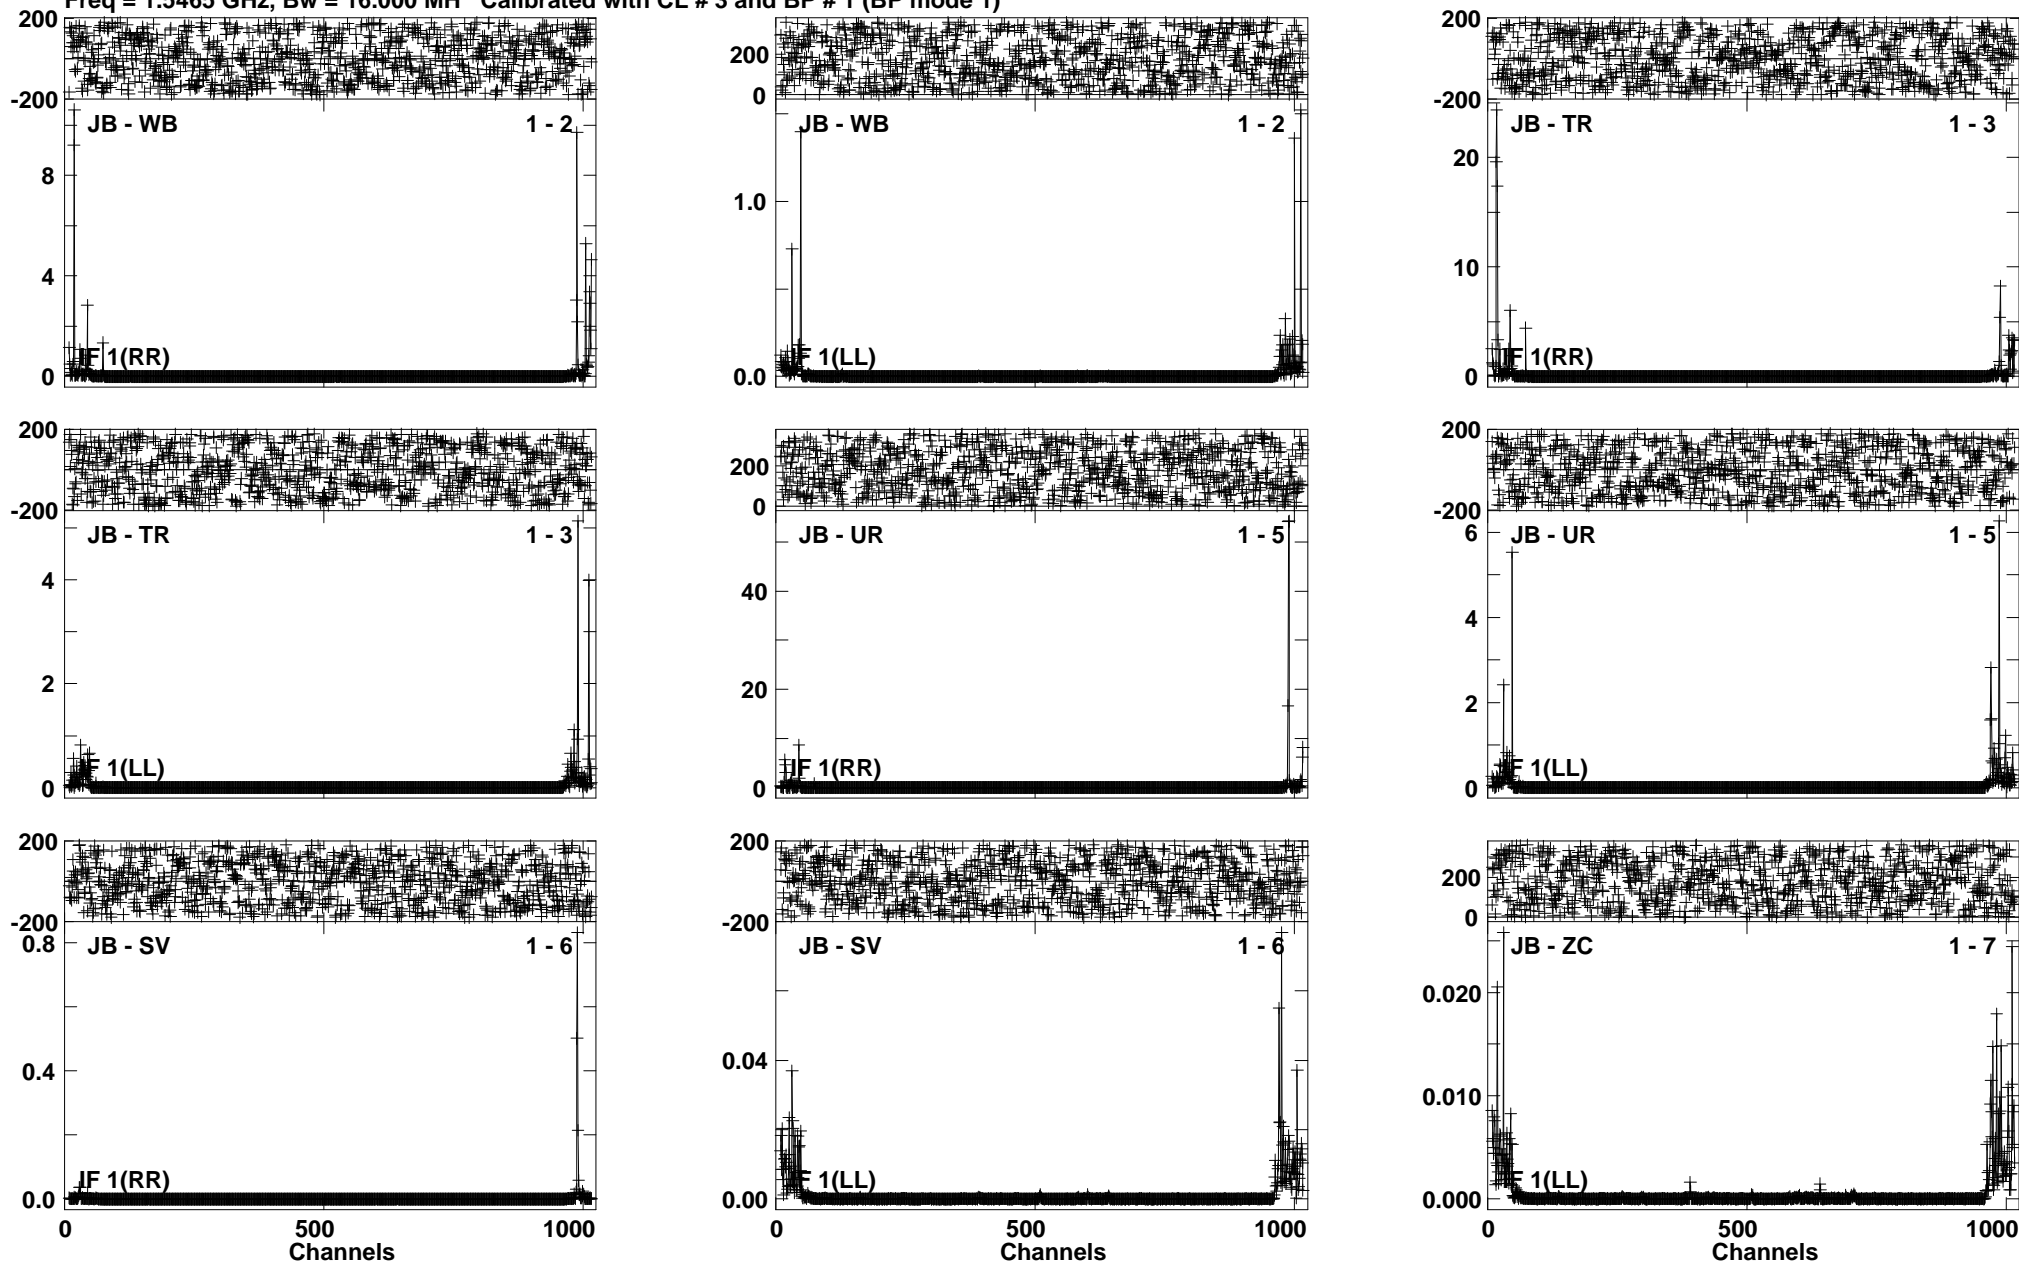 Freq = 1.5465 GHz, Bw = 16.000 MH Calibrated with CL # 3 and BP # 1 (BP mode 1)
200
-200
JB - WB
1 - 2
8
4
0
IF 1(RR)
200
0
JB - WB
1 - 2
1.0
0.0
IF 1(LL)
200
-200
JB - TR
1 - 3
20
10
0
IF 1(RR)
200
-200
JB - TR
1 - 3
4
2
0
IF 1(LL)
200
0
JB - UR
1 - 5
40
20
0
IF 1(RR)
200
-200
JB - UR
1 - 5
6
4
2
0
IF 1(LL)
200
-200
JB - SV
1 - 6
0.8
0.4
0.0
IF 1(RR)
0 500 1000
Channels
200
-200
JB - SV
1 - 6
0.04
0.00
IF 1(LL)
0 500 1000
Channels
200
0
JB - ZC
1 - 7
0.020
0.010
0.000
IF 1(LL)
0 500 1000
Channels